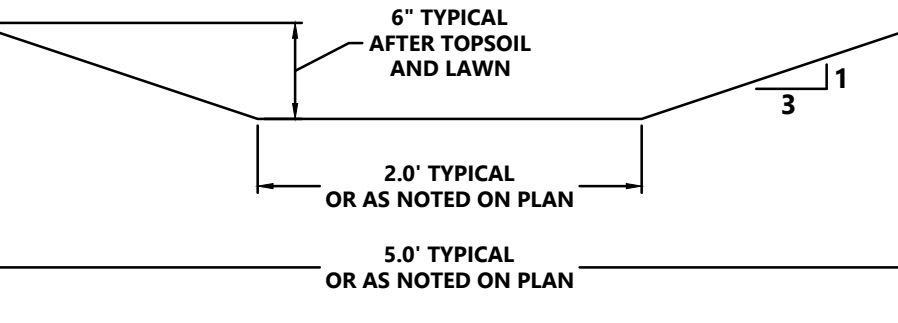 6" TYPICAL
AFTER TOPSOIL
AND LAWN
1
3
2.0' TYPICAL
OR AS NOTED ON PLAN
5.0' TYPICAL
OR AS NOTED ON PLAN